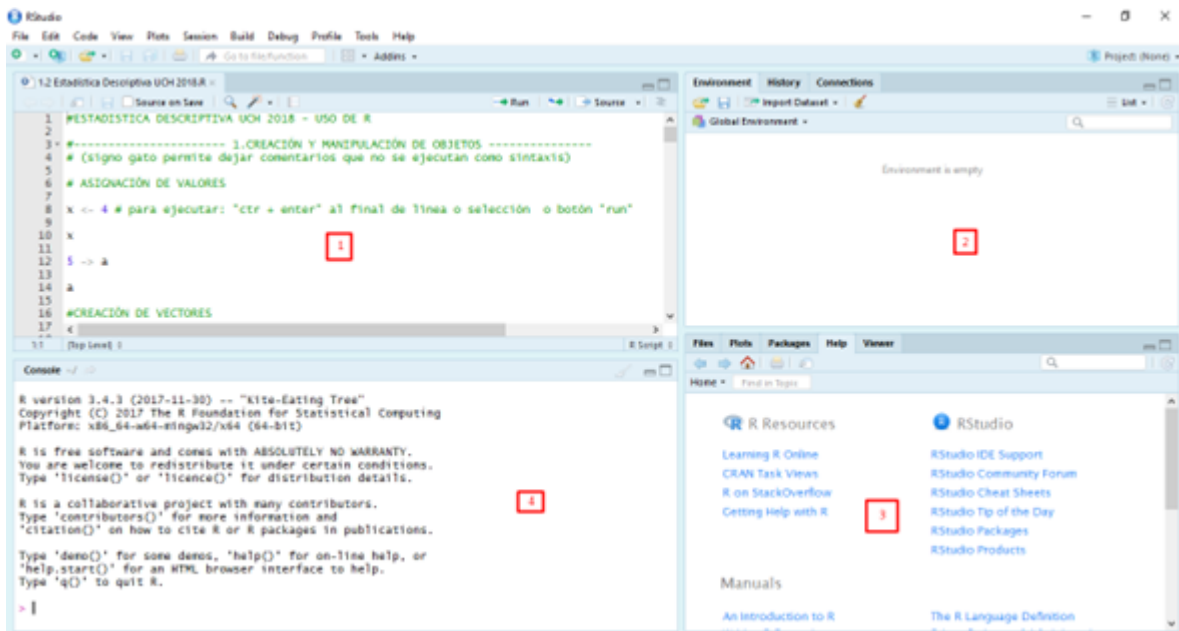 RStudio
File Edit Code View Plots Session Build Debug Profile Tools Help
Go to file/function Addins Project: (None)
1.2 Estadística Descriptiva UCH 2018.R
Source on Save Run Source
1 #ESTADISTICA DESCRIPTIVA UCH 2018 - USO DE R
2
3 #---------------------- 1.CREACIÓN Y MANIPULACIÓN DE OBJETOS ---------------
4 # (signo gato permite dejar comentarios que no se ejecutan como sintaxis)
5
6 # ASIGNACIÓN DE VALORES
7
8 x <- 4 # para ejecutar: "ctr + enter" al final de linea o selección o botón "run"
9
10 x
11
12 5 -> a
13
14 a
15
16 #CREACIÓN DE VECTORES
17
1
1:1 (Top Level) R Script
Environment History Connections
Import Dataset List
Global Environment
Environment is empty
2
Console ~/
R version 3.4.3 (2017-11-30) -- "Kite-Eating Tree"
Copyright (C) 2017 The R Foundation for Statistical Computing
Platform: x86_64-w64-mingw32/x64 (64-bit)
R is free software and comes with ABSOLUTELY NO WARRANTY.
You are welcome to redistribute it under certain conditions.
Type 'license()' or 'licence()' for distribution details.
R is a collaborative project with many contributors.
Type 'contributors()' for more information and
'citation()' on how to cite R or R packages in publications.
Type 'demo()' for some demos, 'help()' for on-line help, or
'help.start()' for an HTML browser interface to help.
Type 'q()' to quit R.
>
4
Files Plots Packages Help Viewer
Home Find in Topic
R Resources
Learning R Online
CRAN Task Views
R on StackOverflow
Getting Help with R
RStudio
RStudio IDE Support
RStudio Community Forum
RStudio Cheat Sheets
RStudio Tip of the Day
RStudio Packages
RStudio Products
3
Manuals
An Introduction to R
The R Language Definition